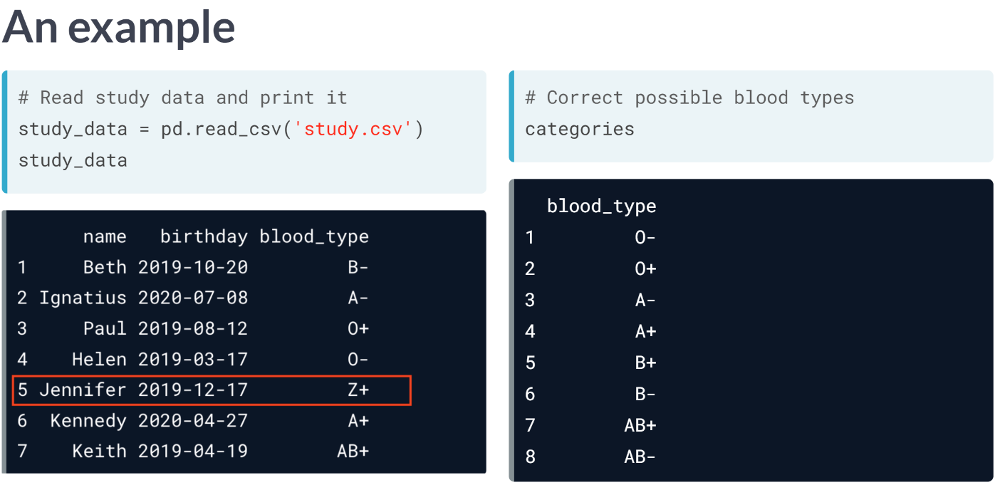 An example
# Read study data and print it
study_data = pd.read_csv('study.csv')
study_data
name birthday blood_type
1 Beth 2019-10-20 B-
2 Ignatius 2020-07-08 A-
3 Paul 2019-08-12 O+
4 Helen 2019-03-17 O-
5 Jennifer 2019-12-17 Z+
6 Kennedy 2020-04-27 A+
7 Keith 2019-04-19 AB+
# Correct possible blood types
categories
blood_type
1 O-
2 O+
3 A-
4 A+
5 B+
6 B-
7 AB+
8 AB-